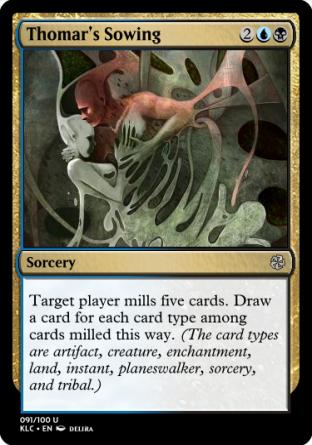 Thomar's Sowing 2
Sorcery
Target player mills five cards. Draw
a card for each card type among
cards milled this way. (The card types
are artifact, creature, enchantment,
land, instant, planeswalker, sorcery,
and tribal.)
091/100 U
KLC • EN DELIRA